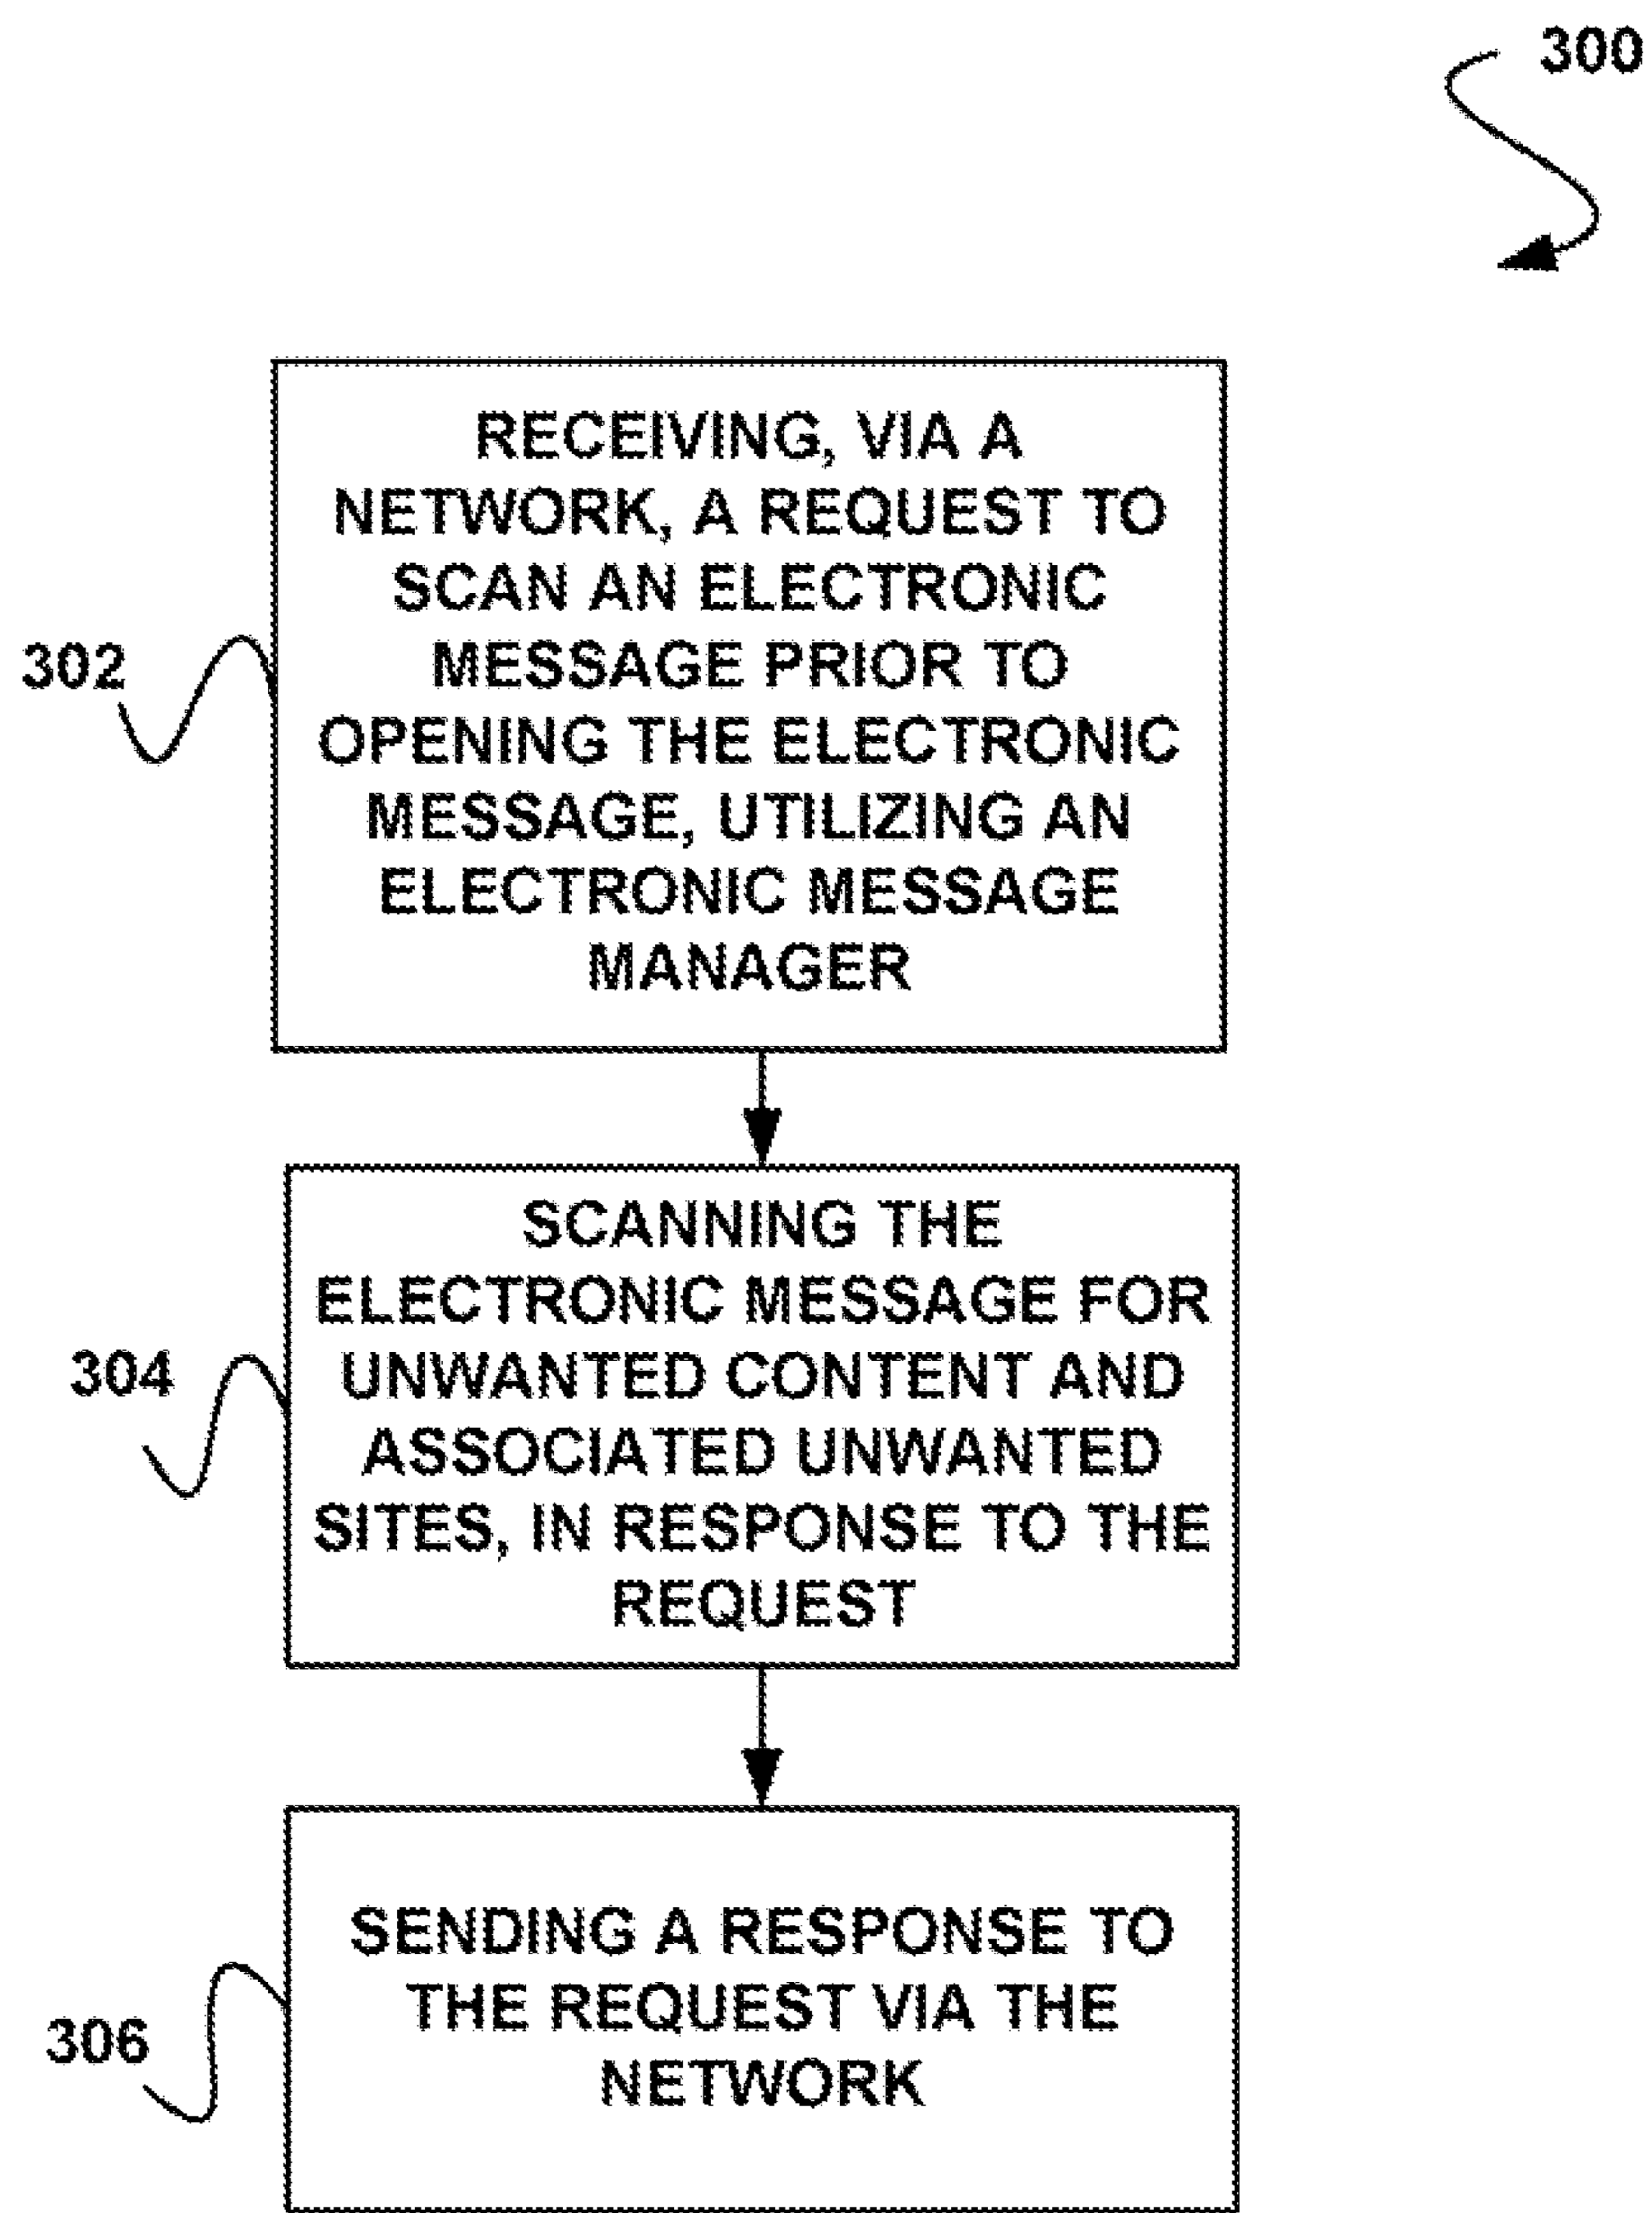 300
RECEIVING, VIA A
NETWORK, A REQUEST TO
SCAN AN ELECTRONIC
MESSAGE PRIOR TO
OPENING THE ELECTRONIC
MESSAGE, UTILIZING AN
ELECTRONIC MESSAGE
MANAGER
302
SCANNING THE
ELECTRONIC MESSAGE FOR
UNWANTED CONTENT AND
ASSOCIATED UNWANTED
SITES, IN RESPONSE TO THE
REQUEST
304
SENDING A RESPONSE TO
THE REQUEST VIA THE
NETWORK
306